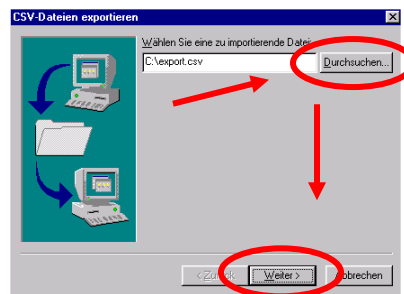 CSV-Dateien exportieren
Wählen Sie eine zu importierende Datei:
C:\export.csv
Durchsuchen...
< Zurück
Weiter >
Abbrechen